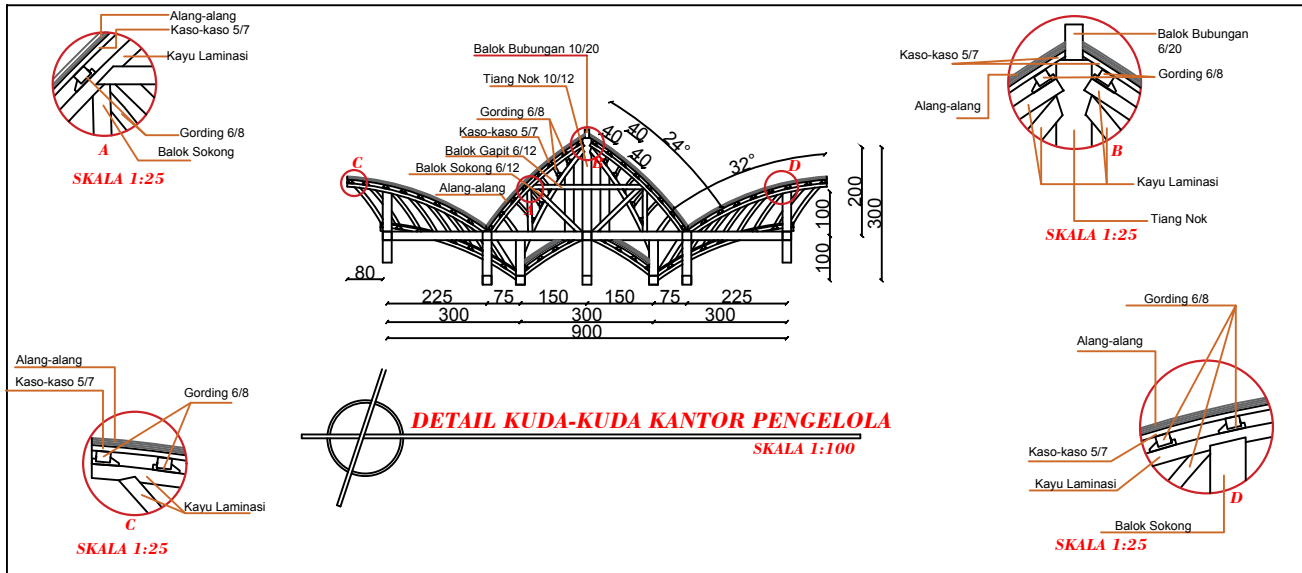 Alang-alang
Kaso-kaso 5/7
Kayu Laminasi
Gording 6/8
Balok Sokong
A
SKALA 1:25
Balok Bubungan 10/20
Tiang Nok 10/12
Gording 6/8
Kaso-kaso 5/7
Balok Gapit 6/12
Balok Sokong 6/12
Alang-alang
C
A
B
D
40
40
40
24°
32°
100
200
300
100
80
225 75 150 150 75 225
300 300 300
900
Balok Bubungan
6/20
Kaso-kaso 5/7
Gording 6/8
Alang-alang
B
Kayu Laminasi
Tiang Nok
SKALA 1:25
Alang-alang
Kaso-kaso 5/7
Gording 6/8
Kayu Laminasi
C
SKALA 1:25
DETAIL KUDA-KUDA KANTOR PENGELOLA
SKALA 1:100
Gording 6/8
Alang-alang
Kaso-kaso 5/7
Kayu Laminasi
D
Balok Sokong
SKALA 1:25